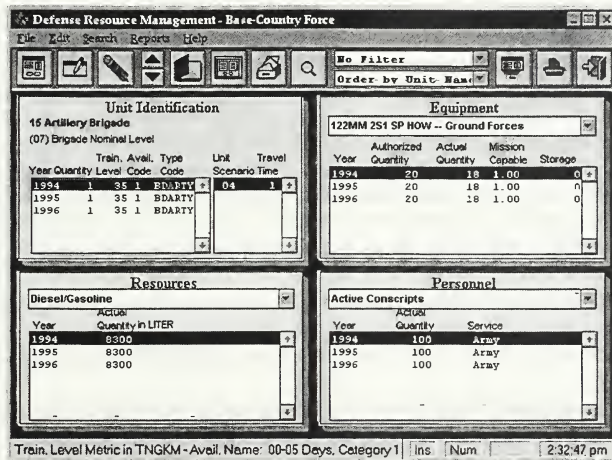 Defense Resource Management - Base-Country Force
File Edit Search Reports Help
No Filter
Order by Unit Name
Unit Identification
15 Artillery Brigade
(07) Brigade Nominal Level
Train. Avail. Type Unit Travel
Year Quantity Level Code Code Scenario Time
1994 1 35 1 BDARTY 04 1
1995 1 35 1 BDARTY
1996 1 35 1 BDARTY
Equipment
122MM 2S1 SP HOW -- Ground Forces
Authorized Actual Mission
Year Quantity Quantity Capable Storage
1994 20 18 1.00 0
1995 20 18 1.00 0
1996 20 18 1.00 0
Resources
Diesel/Gasoline
Actual
Year Quantity in LITER
1994 8300
1995 8300
1996 8300
Personnel
Active Conscripts
Actual
Year Quantity Service
1994 100 Army
1995 100 Army
1996 100 Army
Train. Level Metric in TNGKM - Avail. Name: 00-05 Days, Category 1 Ins Num 2:32:47 pm